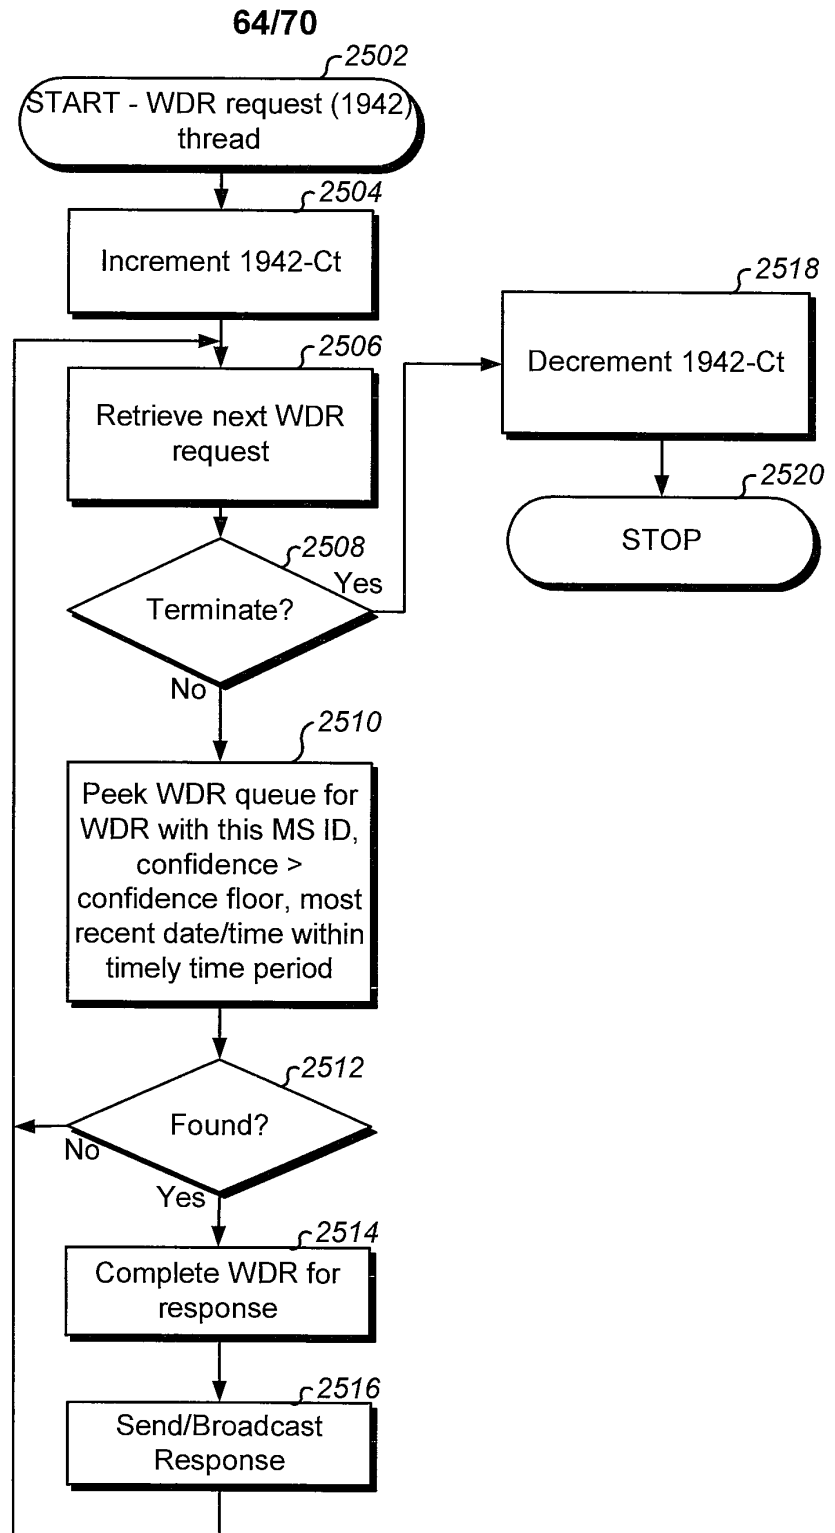 64/70
2502
START - WDR request (1942)
thread
2504
Increment 1942-Ct
2506
Retrieve next WDR
request
2508
Terminate?
Yes
No
2518
Decrement 1942-Ct
2520
STOP
2510
Peek WDR queue for
WDR with this MS ID,
confidence >
confidence floor, most
recent date/time within
timely time period
2512
Found?
No
Yes
2514
Complete WDR for
response
2516
Send/Broadcast
Response